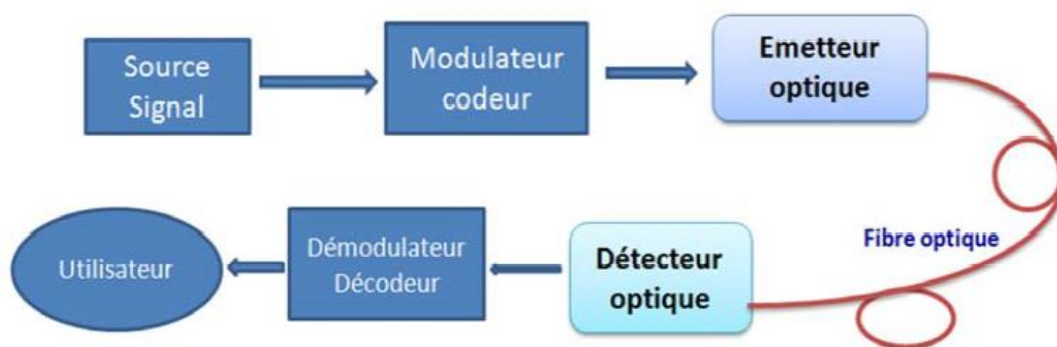 Source
Signal
Modulateur
codeur
Emetteur
optique
Fibre optique
Détecteur
optique
Démodulateur
Décodeur
Utilisateur